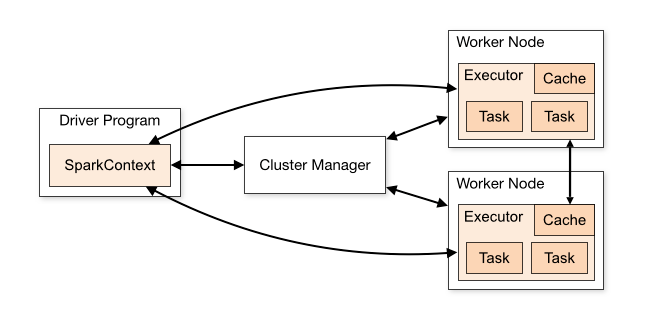 Driver Program
SparkContext
Cluster Manager
Worker Node
Executor
Cache
Task
Task
Worker Node
Executor
Cache
Task
Task